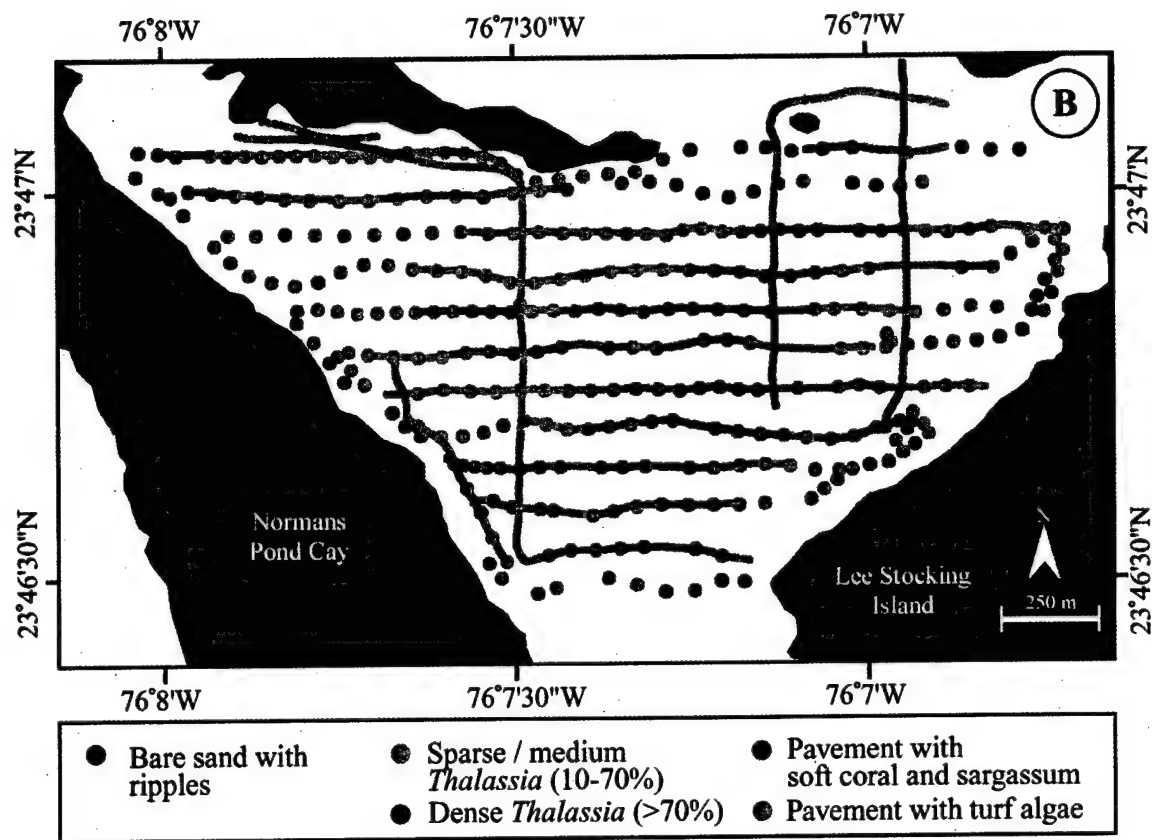 76°8'W 76°7'30"W 76°7'W
B
23°47'N
23°47'N
Normans
Pond Cay
Lee Stocking
Island
250 m
23°46'30"N
23°46'30"N
76°8'W 76°7'30"W 76°7'W
Bare sand with
ripples
Sparse / medium
Thalassia (10-70%)
Dense Thalassia (>70%)
Pavement with
soft coral and sargassum
Pavement with turf algae